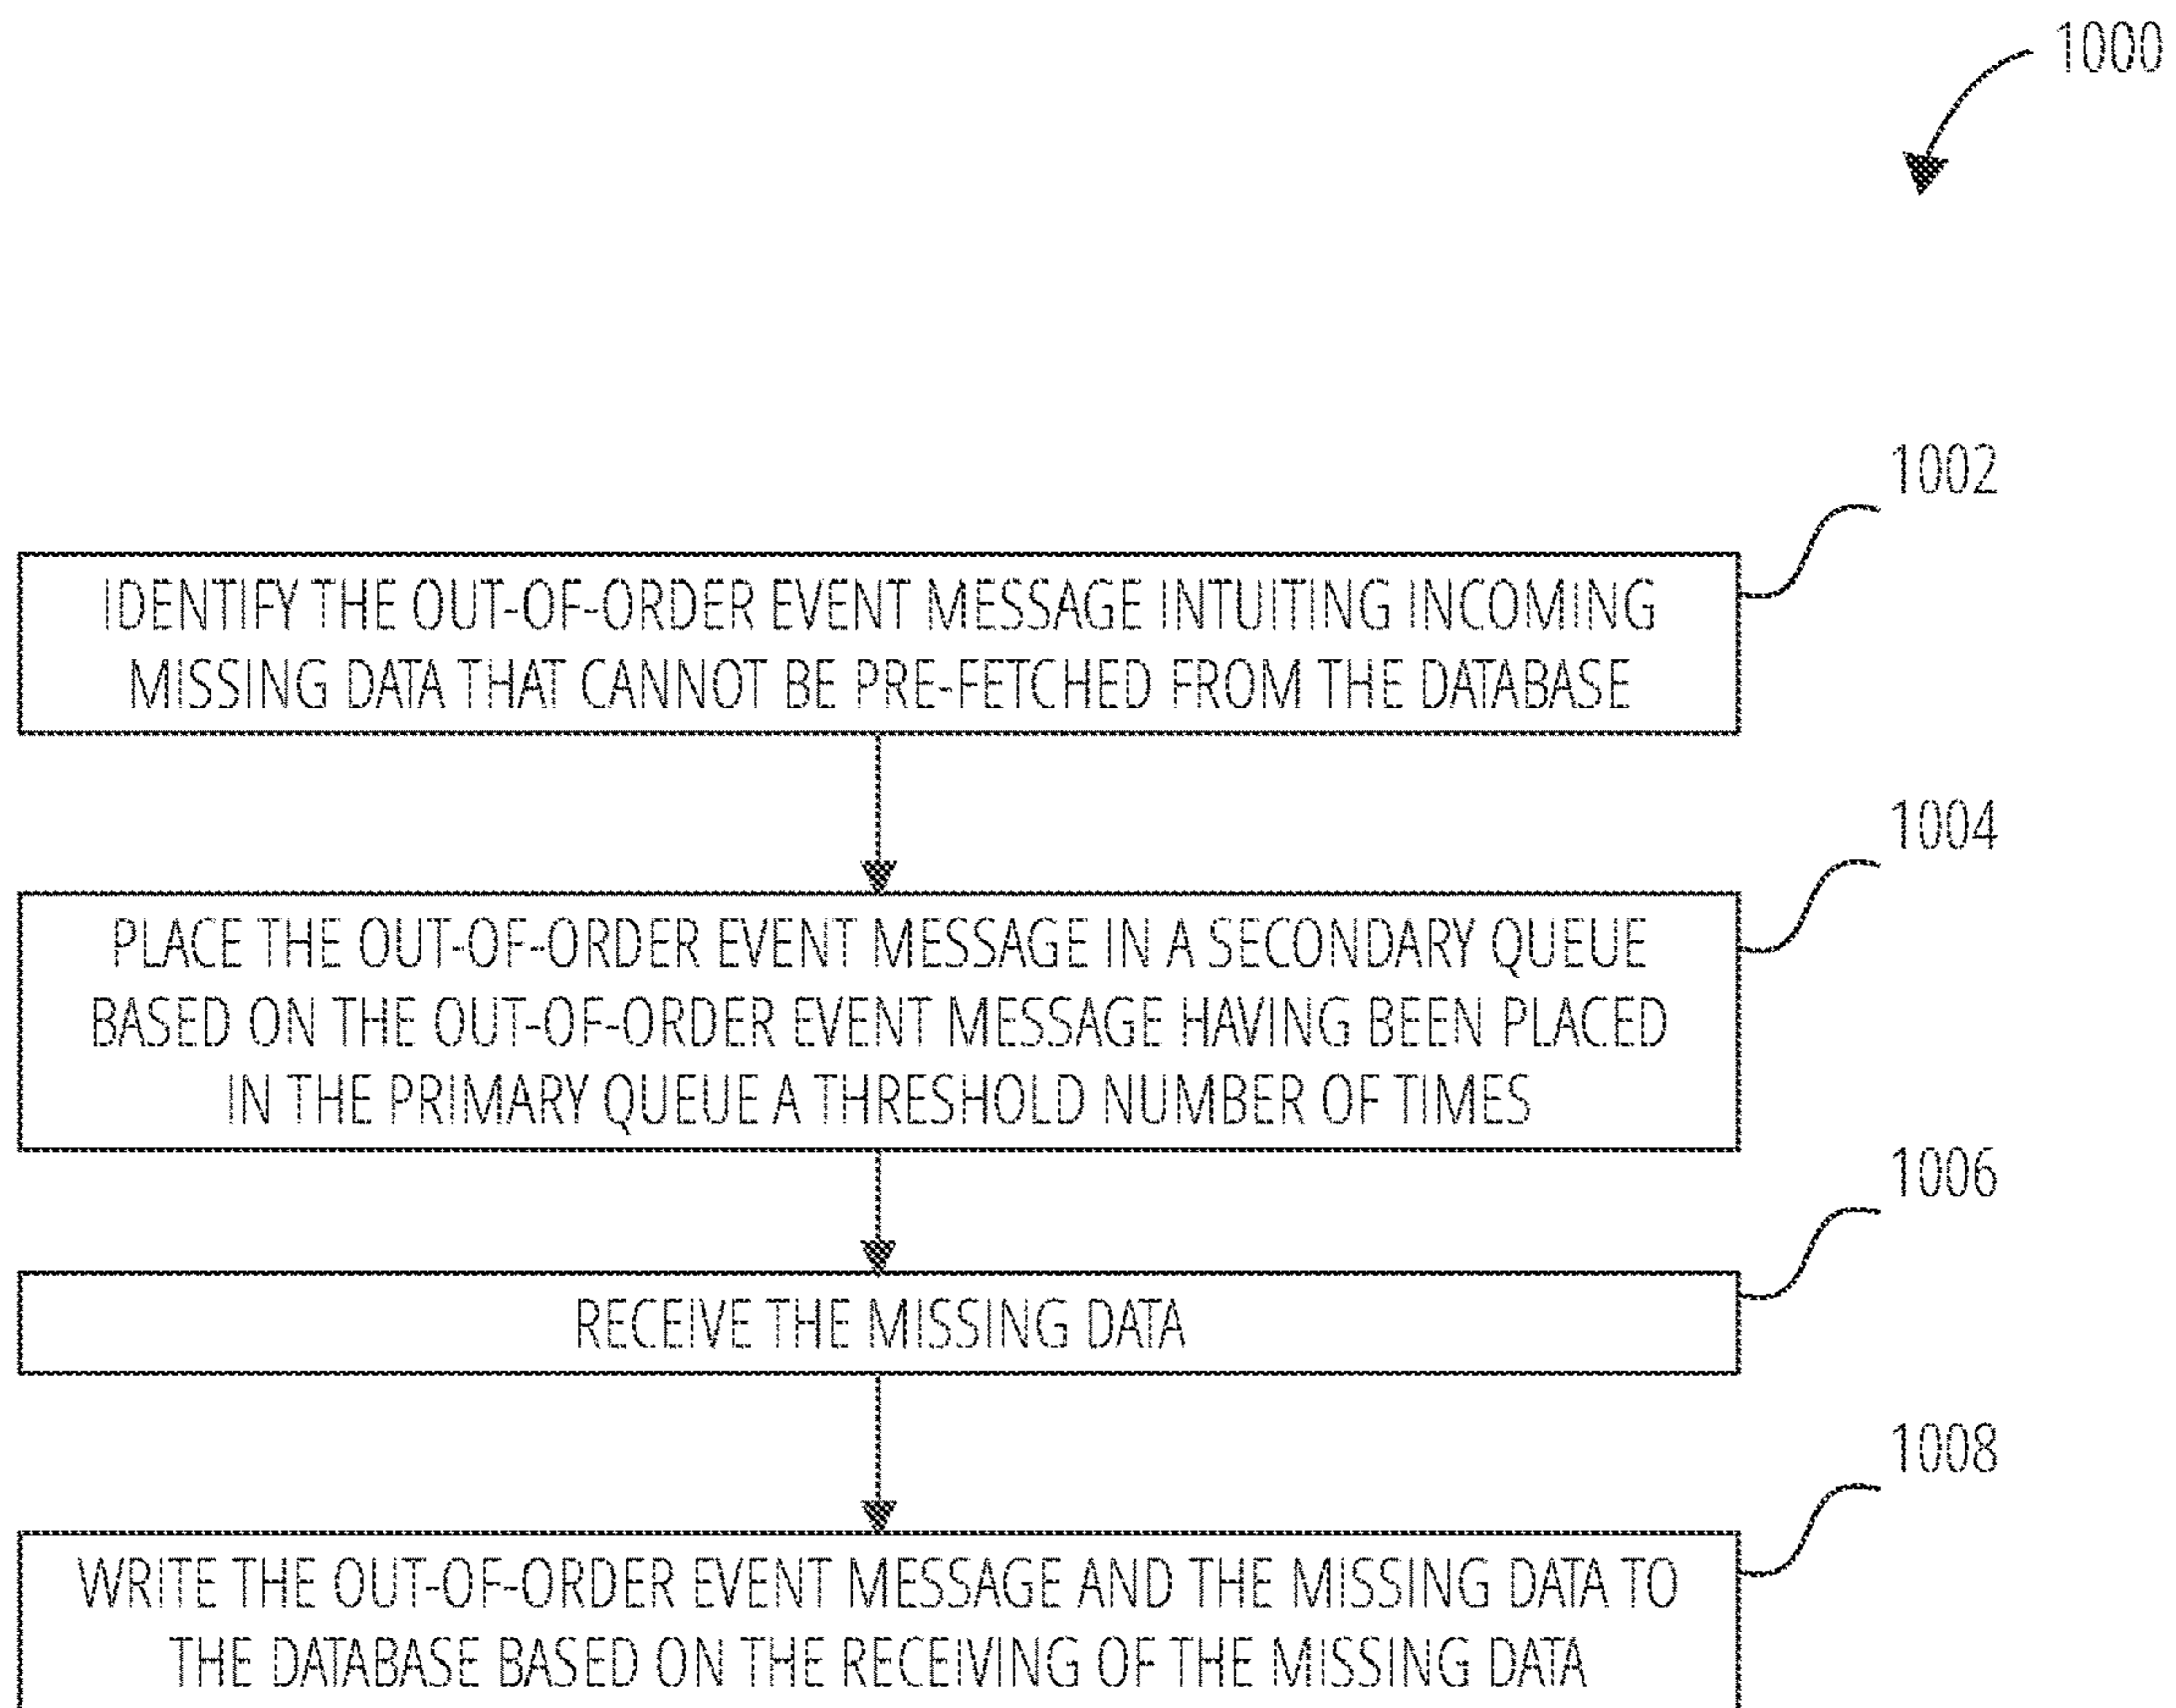 1000
1002
IDENTIFY THE OUT-OF-ORDER EVENT MESSAGE INTUITING INCOMING
MISSING DATA THAT CANNOT BE PRE-FETCHED FROM THE DATABASE
1004
PLACE THE OUT-OF-ORDER EVENT MESSAGE IN A SECONDARY QUEUE
BASED ON THE OUT-OF-ORDER EVENT MESSAGE HAVING BEEN PLACED
IN THE PRIMARY QUEUE A THRESHOLD NUMBER OF TIMES
1006
RECEIVE THE MISSING DATA
1008
WRITE THE OUT-OF-ORDER EVENT MESSAGE AND THE MISSING DATA TO
THE DATABASE BASED ON THE RECEIVING OF THE MISSING DATA